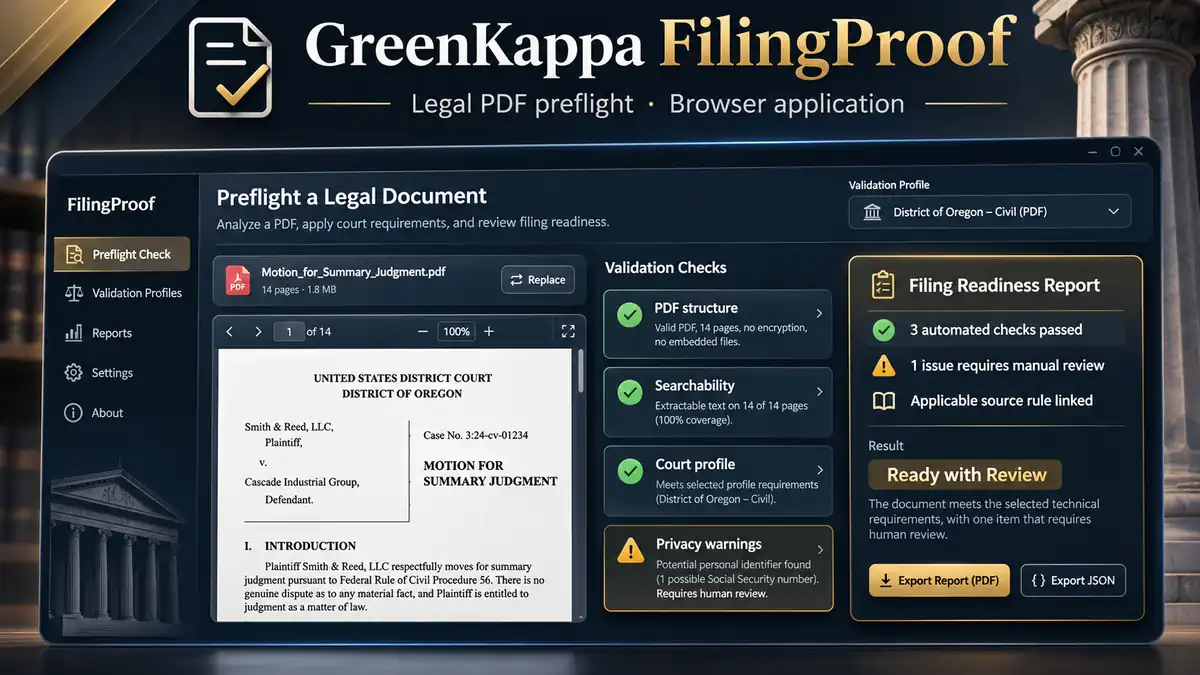 GreenKappa FilingProof
Legal PDF preflight · Browser application
FilingProof
Preflight Check
Validation Profiles
Reports
Settings
About
Preflight a Legal Document
Analyze a PDF, apply court requirements, and review filing readiness.
Validation Profile
District of Oregon – Civil (PDF)
PDF
Motion_for_Summary_Judgment.pdf
14 pages · 1.8 MB
Replace
1 of 14
100%
UNITED STATES DISTRICT COURT
DISTRICT OF OREGON
Smith & Reed, LLC,
Plaintiff,
v.
Cascade Industrial Group,
Defendant.
Case No. 3:24-cv-01234
MOTION FOR
SUMMARY JUDGMENT
I. INTRODUCTION
Plaintiff Smith & Reed, LLC respectfully moves for summary
judgment pursuant to Federal Rule of Civil Procedure 56. There is no
genuine dispute as to any material fact, and Plaintiff is entitled to
judgment as a matter of law.
Validation Checks
PDF structure
Valid PDF, 14 pages, no encryption,
no embedded files.
Searchability
Extractable text on 14 of 14 pages
(100% coverage).
Court profile
Meets selected profile requirements
(District of Oregon – Civil).
Privacy warnings
Potential personal identifier found
(1 possible Social Security number).
Requires human review.
Filing Readiness Report
3 automated checks passed
1 issue requires manual review
Applicable source rule linked
Result
Ready with Review
The document meets the selected technical
requirements, with one item that requires
human review.
Export Report (PDF)
{ } Export JSON